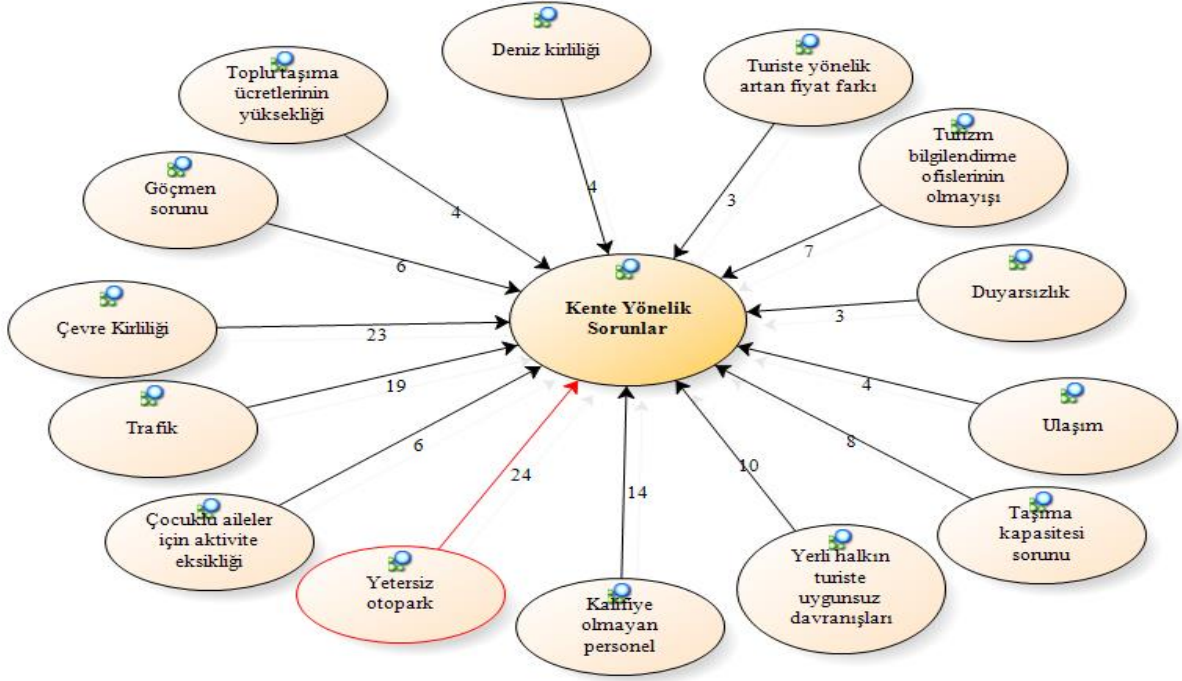 Deniz kirliliği
Toplu taşıma
ücretlerinin
yüksekliği
Turiste yönelik
artan fiyat farkı
Turizm
bilgilendirme
ofislerinin
olmayışı
Göçmen
sorunu
4
4
3
6
7
Kente Yönelik
Sorunlar
Duyarsızlık
3
Çevre Kirliliği
23
19
4
Trafik
Ulaşım
6
8
24
14
10
Çocuklu aileler
için aktivite
eksikliği
Taşıma
kapasitesi
sorunu
Yetersiz
otopark
Kalifiye
olmayan
personel
Yerli halkın
turiste
uygunsuz
davranışları